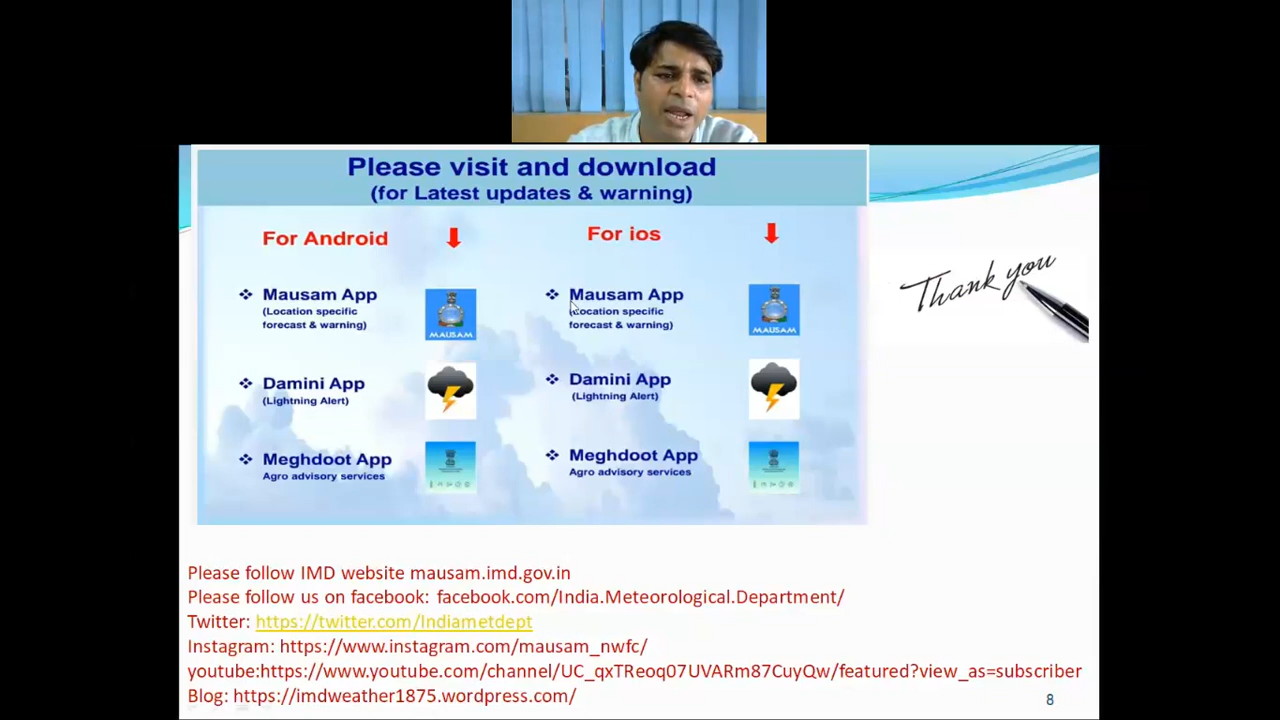 Please visit and download
(for Latest updates & warning)
For Android
For ios
Mausam App
(Location specific
forecast & warning)
MAUSAM
Mausam App
(Location specific
forecast & warning)
MAUSAM
Damini App
(Lightning Alert)
Damini App
(Lightning Alert)
Meghdoot App
Agro advisory services
Meghdoot App
Agro advisory services
Thank you
Please follow IMD website mausam.imd.gov.in
Please follow us on facebook: facebook.com/India.Meteorological.Department/
Twitter: https://twitter.com/Indiametdept
Instagram: https://www.instagram.com/mausam_nwfc/
youtube:https://www.youtube.com/channel/UC_qxTReoq07UVARm87CuyQw/featured?view_as=subscriber
Blog: https://imdweather1875.wordpress.com/
8